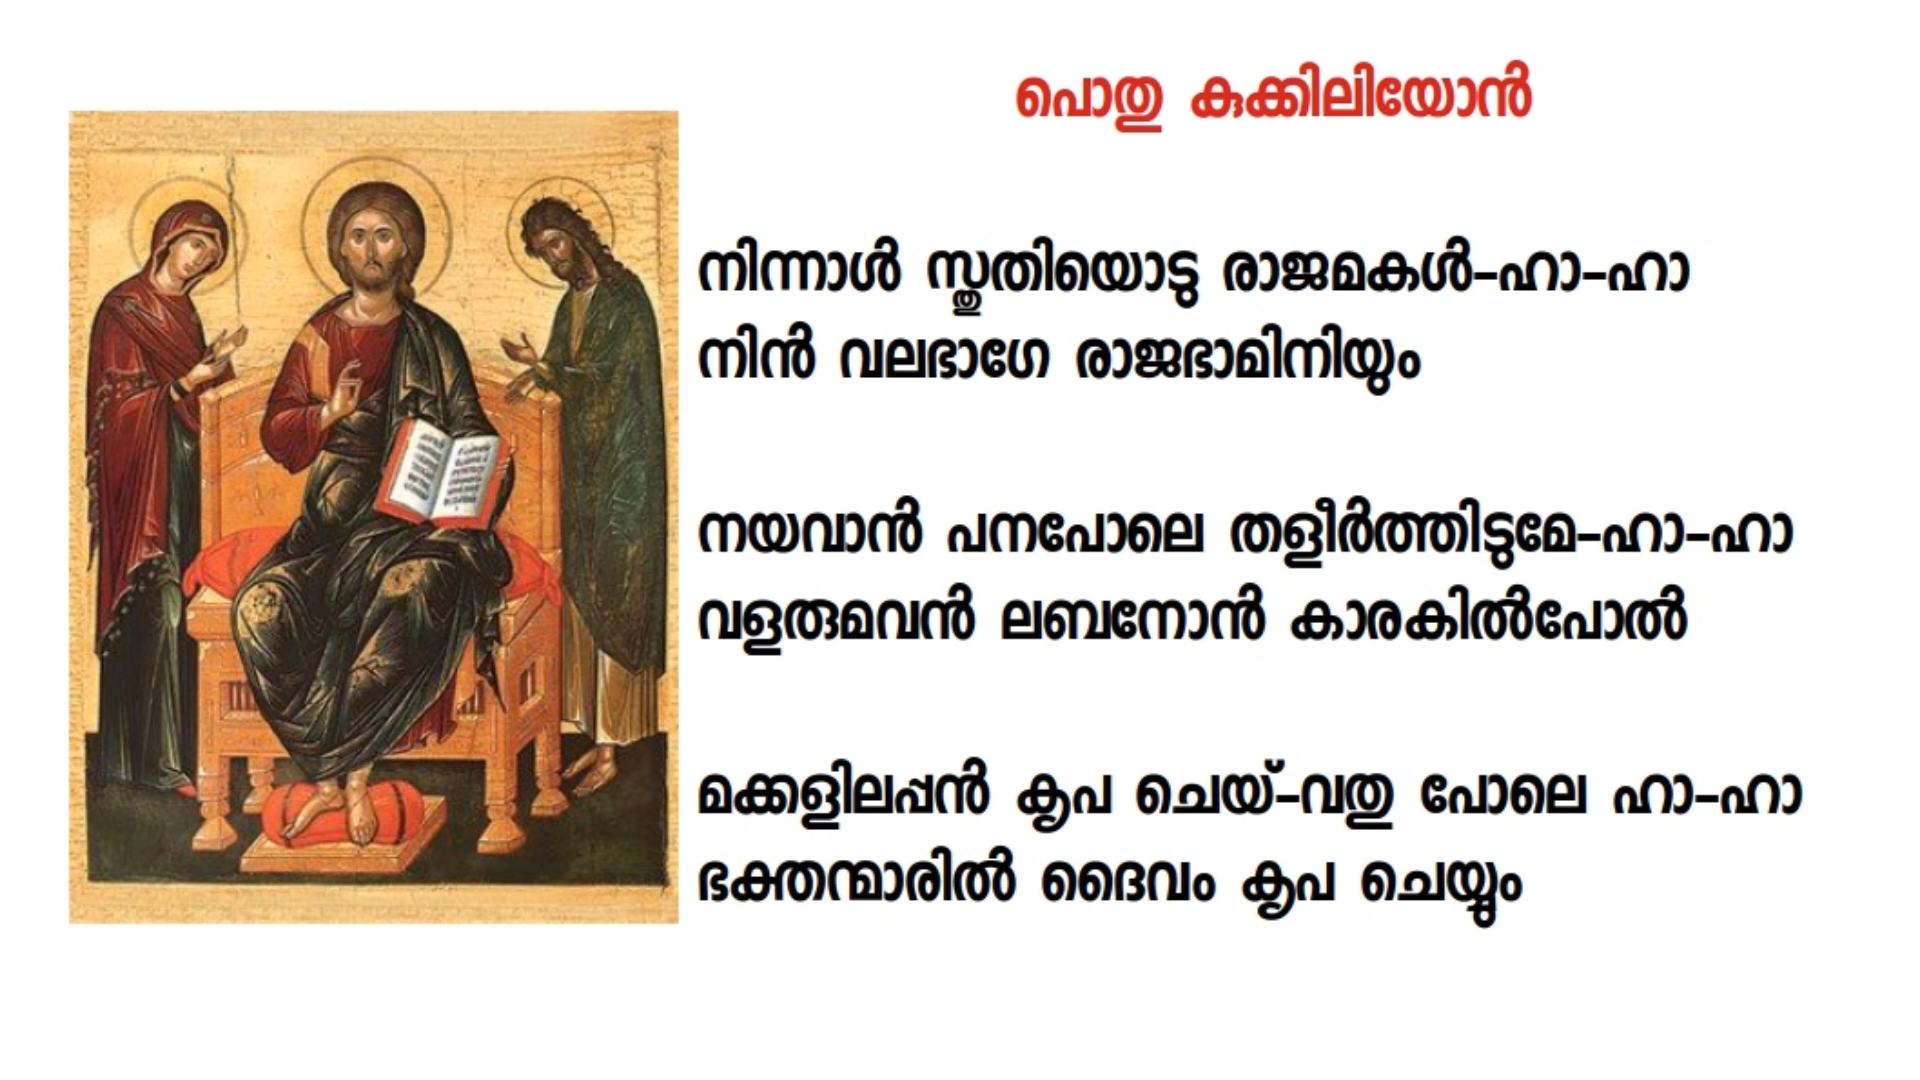 പൊതു കുക്കിലിയോൻ
നിന്നാൾ സ്തുതിയൊടു രാജമകൾ-ഹാ-ഹാ
നിൻ വലഭാഗേ രാജഭാമിനിയും
നയവാൻ പനപോലെ തളീർത്തിടുമേ-ഹാ-ഹാ
വളരുമവൻ ലബനോൻ കാരകിൽപോൽ
മക്കളിലപ്പൻ കൃപ ചെയ്-വതു പോലെ ഹാ-ഹാ
ഭക്തന്മാരിൽ ദൈവം കൃപ ചെയ്യും